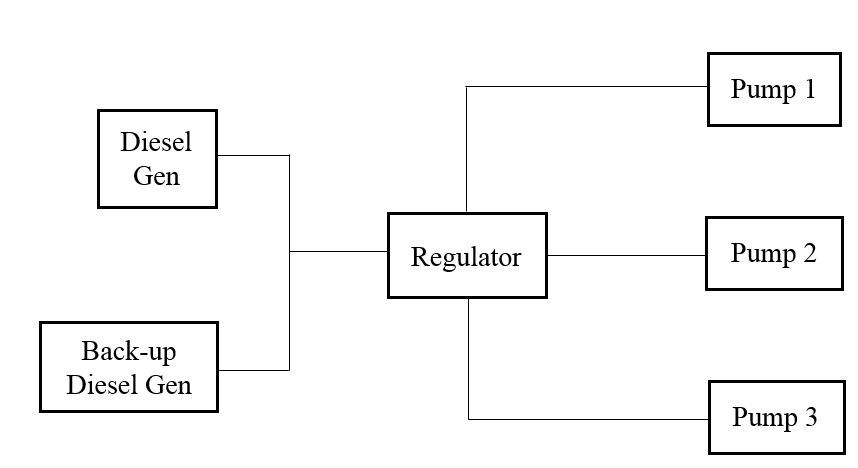 Diesel
Gen
Back-up
Diesel Gen
Regulator
Pump 1
Pump 2
Pump 3